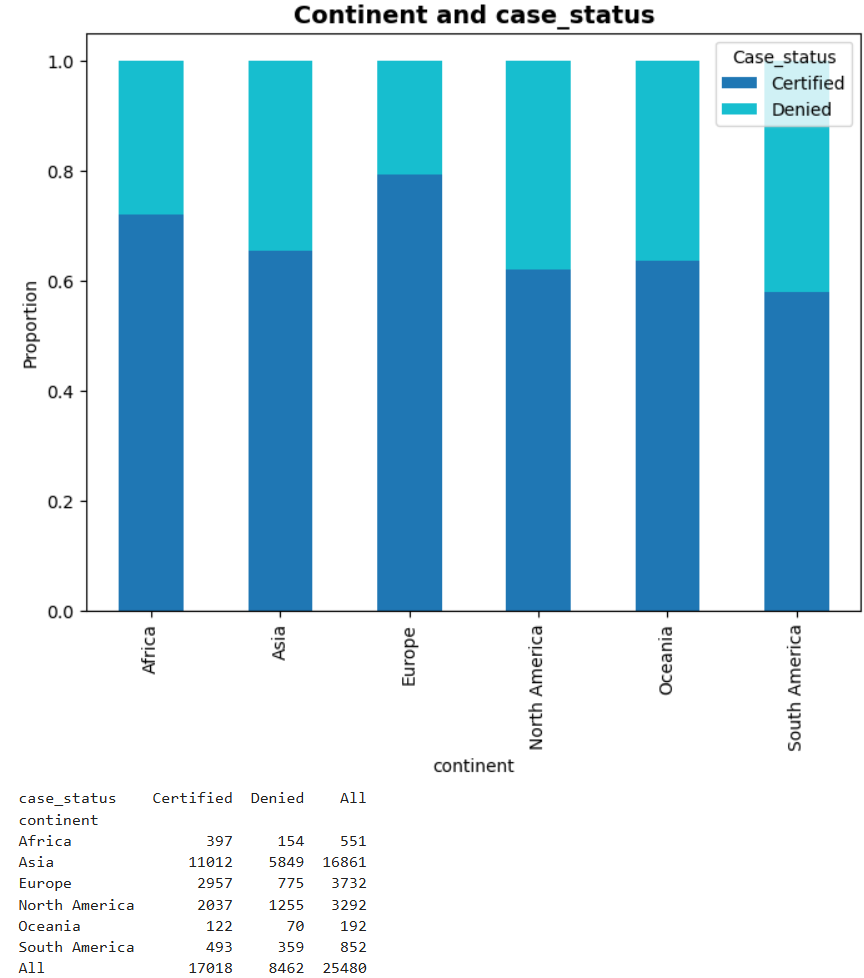 Continent and case_status
Case_status
Certified
Denied
1.0
0.8
0.6
0.4
0.2
0.0
Proportion
Africa
Asia
Europe
North America
Oceania
South America
continent
case_status Certified Denied All
continent
Africa 397 154 551
Asia 11012 5849 16861
Europe 2957 775 3732
North America 2037 1255 3292
Oceania 122 70 192
South America 493 359 852
All 17018 8462 25480